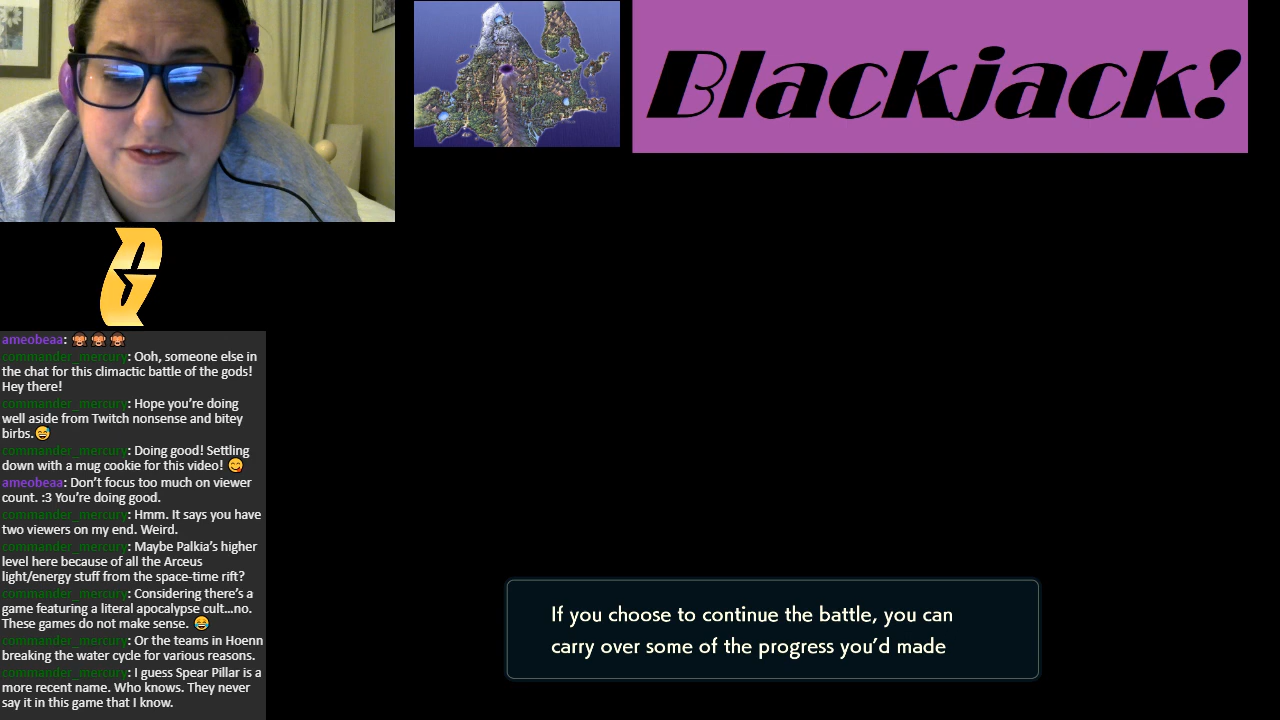 Blackjack!
ameobeaa: 🙈 🙈 🙈
commander_mercury: Ooh, someone else in
the chat for this climactic battle of the gods!
Hey there!
commander_mercury: Hope you're doing
well aside from Twitch nonsense and bitey
birbs.😅
commander_mercury: Doing good! Settling
down with a mug cookie for this video! 😋
ameobeaa: Don't focus too much on viewer
count. :3 You're doing good.
commander_mercury: Hmm. It says you have
two viewers on my end. Weird.
commander_mercury: Maybe Palkia's higher
level here because of all the Arceus
light/energy stuff from the space-time rift?
commander_mercury: Considering there's a
game featuring a literal apocalypse cult...no.
These games do not make sense. 😂
commander_mercury: Or the teams in Hoenn
breaking the water cycle for various reasons.
commander_mercury: I guess Spear Pillar is a
more recent name. Who knows. They never
say it in this game that I know.
If you choose to continue the battle, you can
carry over some of the progress you'd made